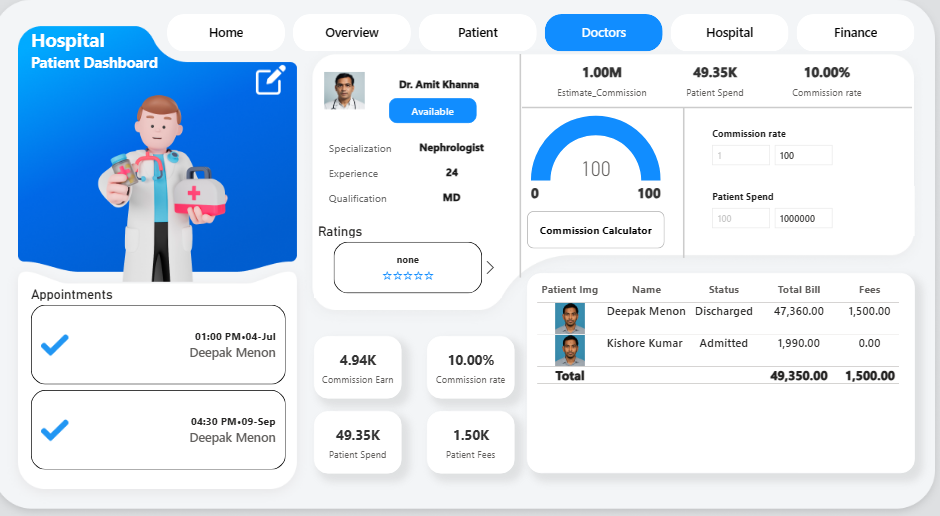 Hospital
Patient Dashboard
Home
Overview
Patient
Doctors
Hospital
Finance
Dr. Amit Khanna
Available
Specialization Nephrologist
Experience 24
Qualification MD
Ratings
none
☆☆☆☆☆
1.00M 49.35K 10.00%
Estimate_Commission Patient Spend Commission rate
100
0 100
Commission Calculator
Commission rate
1 100
Patient Spend
100 1000000
Appointments
01:00 PM•04-Jul
Deepak Menon
04:30 PM•09-Sep
Deepak Menon
4.94K
Commission Earn
10.00%
Commission rate
49.35K
Patient Spend
1.50K
Patient Fees
Patient Img Name Status Total Bill Fees
Deepak Menon Discharged 47,360.00 1,500.00
Kishore Kumar Admitted 1,990.00 0.00
Total 49,350.00 1,500.00